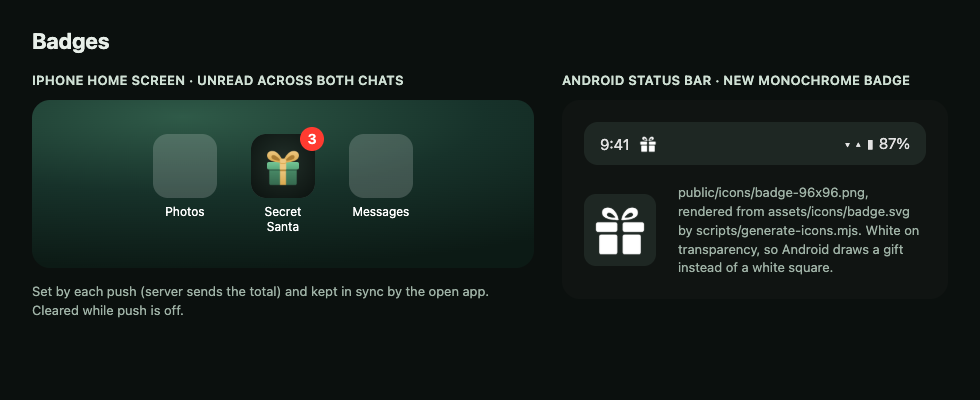 Badges
IPHONE HOME SCREEN · UNREAD ACROSS BOTH CHATS
3
Photos
Secret
Santa
Messages
Set by each push (server sends the total) and kept in sync by the open app.
Cleared while push is off.
ANDROID STATUS BAR · NEW MONOCHROME BADGE
9:41
87%
public/icons/badge-96x96.png,
rendered from assets/icons/badge.svg
by scripts/generate-icons.mjs. White on
transparency, so Android draws a gift
instead of a white square.